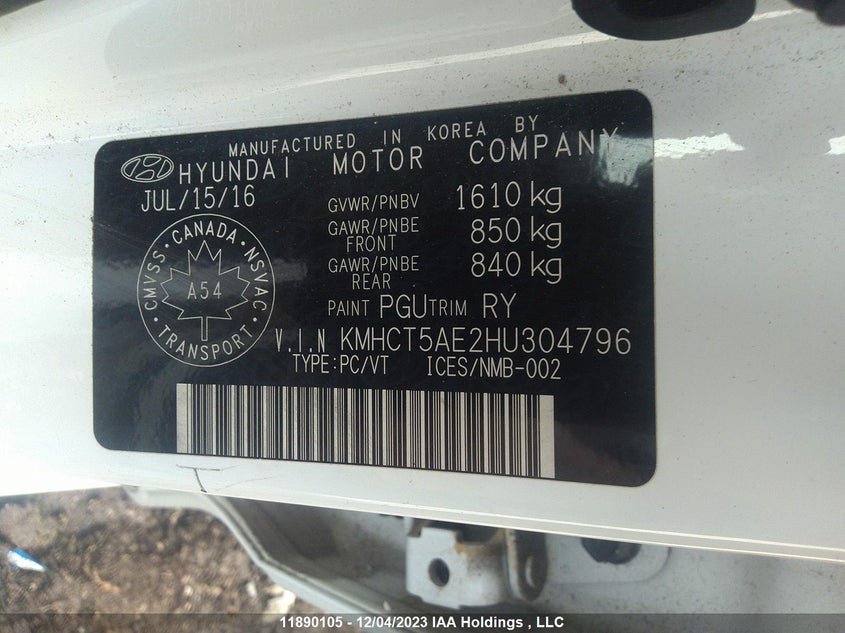 MANUFACTURED IN KOREA BY
HYUNDAI MOTOR COMPANY
JUL/15/16
GVWR/PNBV 1610 kg
GAWR/PNBE FRONT 850 kg
GAWR/PNBE REAR 840 kg
CMVSS · CANADA · NSVAC
A54
TRANSPORT
PAINT PGU TRIM RY
V.I.N KMHCT5AE2HU304796
TYPE:PC/VT ICES/NMB-002
11890105 - 12/04/2023 IAA Holdings , LLC